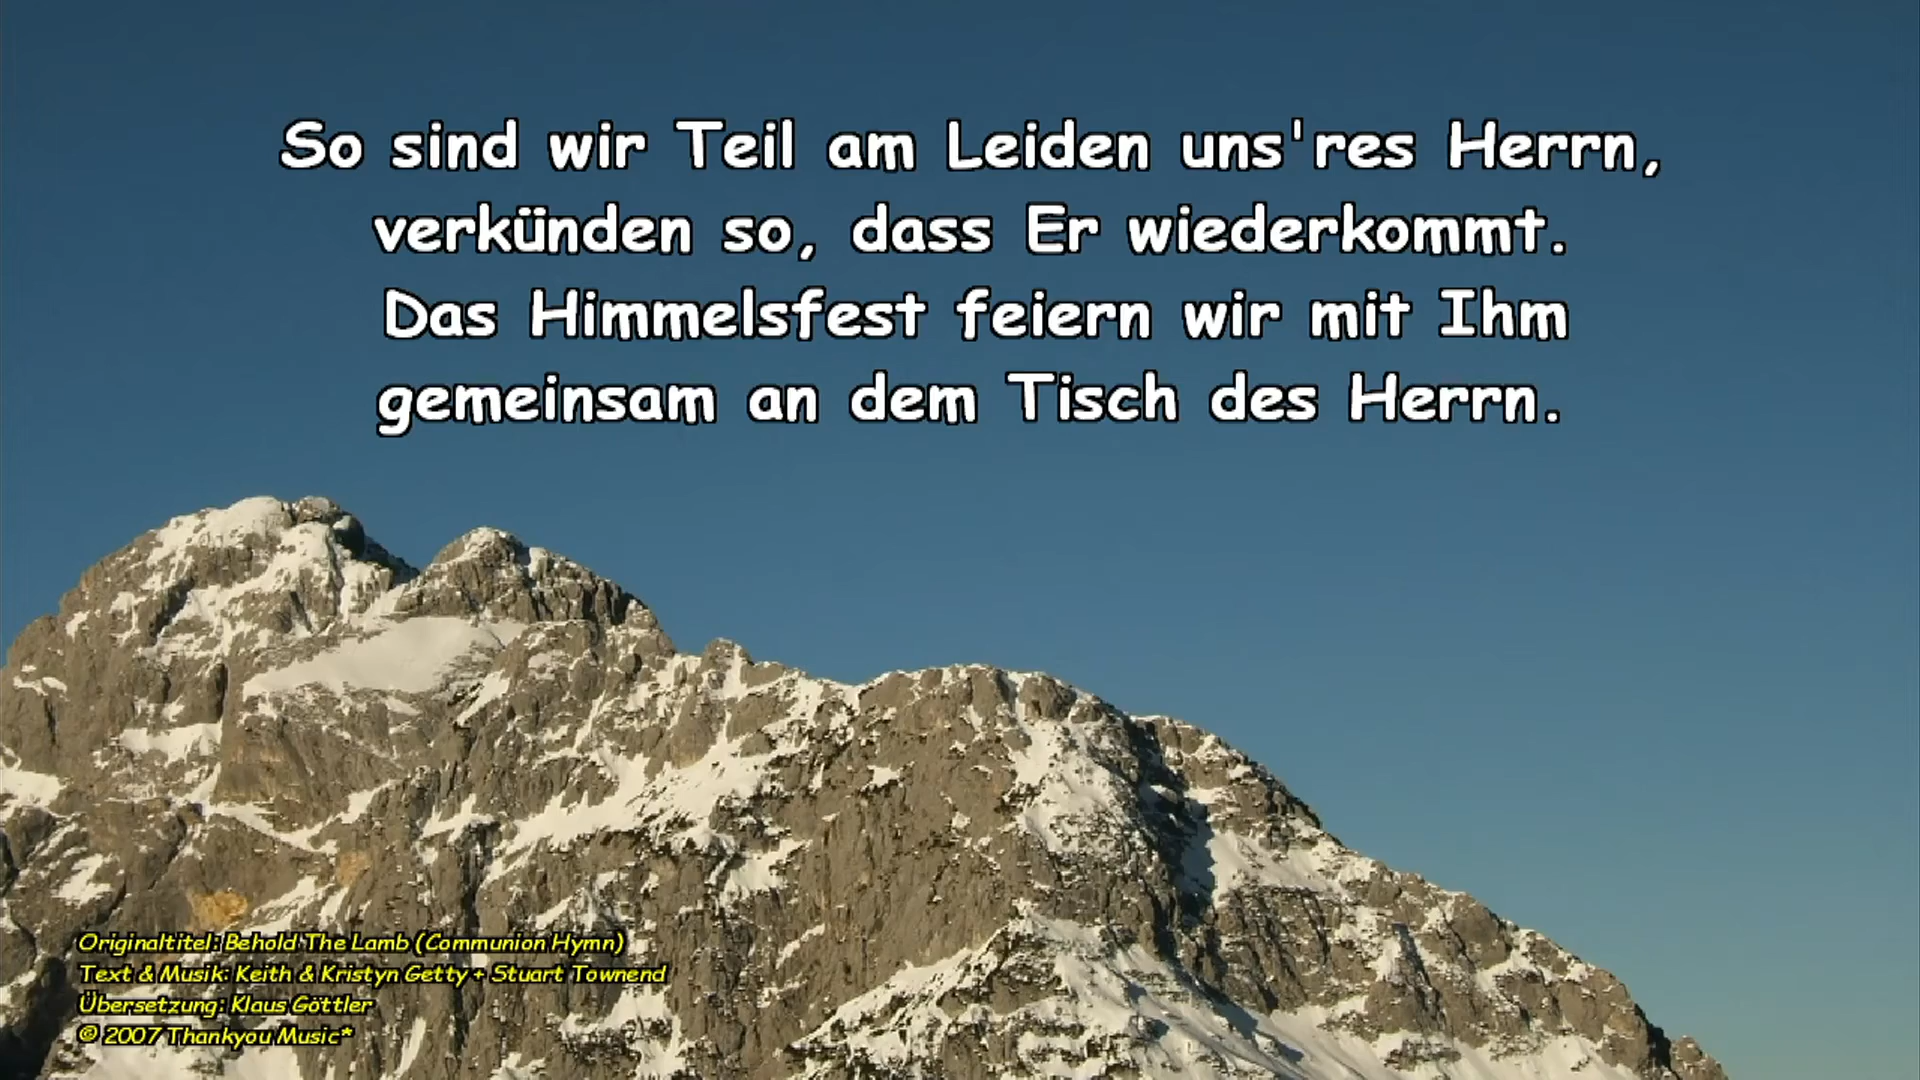 So sind wir Teil am Leiden uns'res Herrn,
verkünden so, dass Er wiederkommt.
Das Himmelsfest feiern wir mit Ihm
gemeinsam an dem Tisch des Herrn.
Originaltitel: Behold The Lamb (Communion Hymn)
Text & Musik: Keith & Kristyn Getty + Stuart Townend
Übersetzung: Klaus Göttler
© 2007 Thankyou Music*